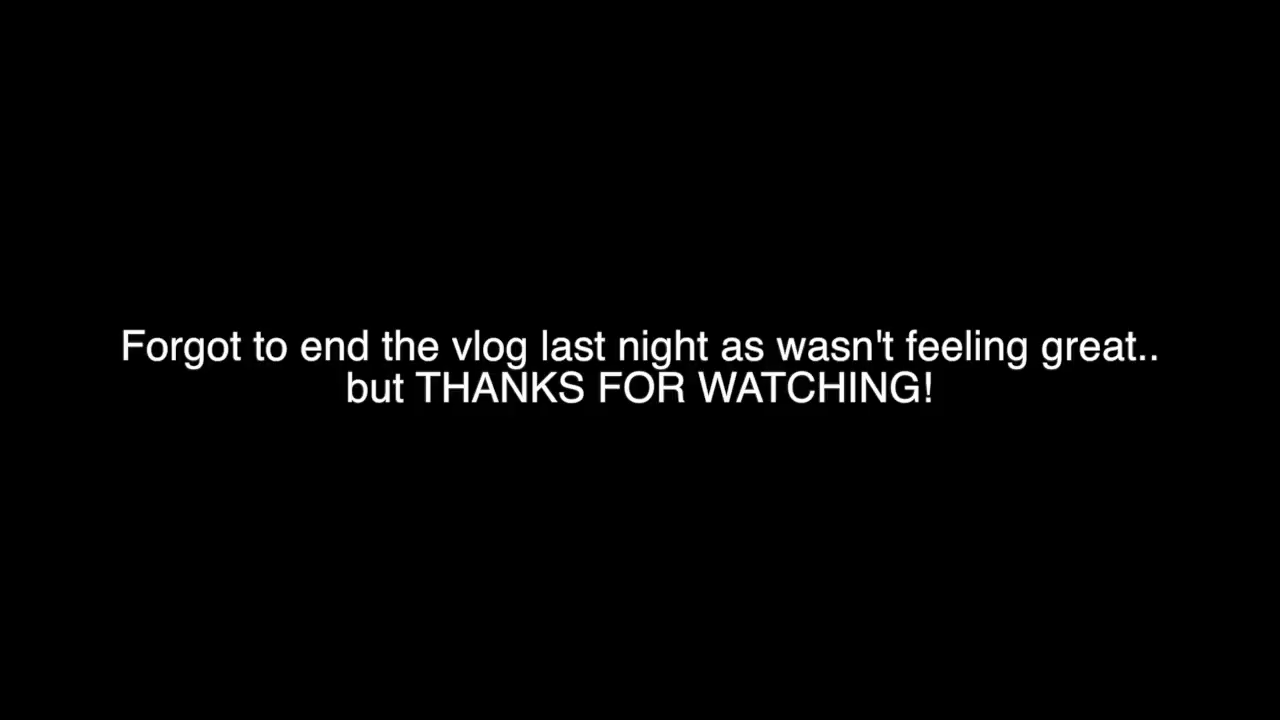 Forgot to end the vlog last night as wasn't feeling great..
but THANKS FOR WATCHING!